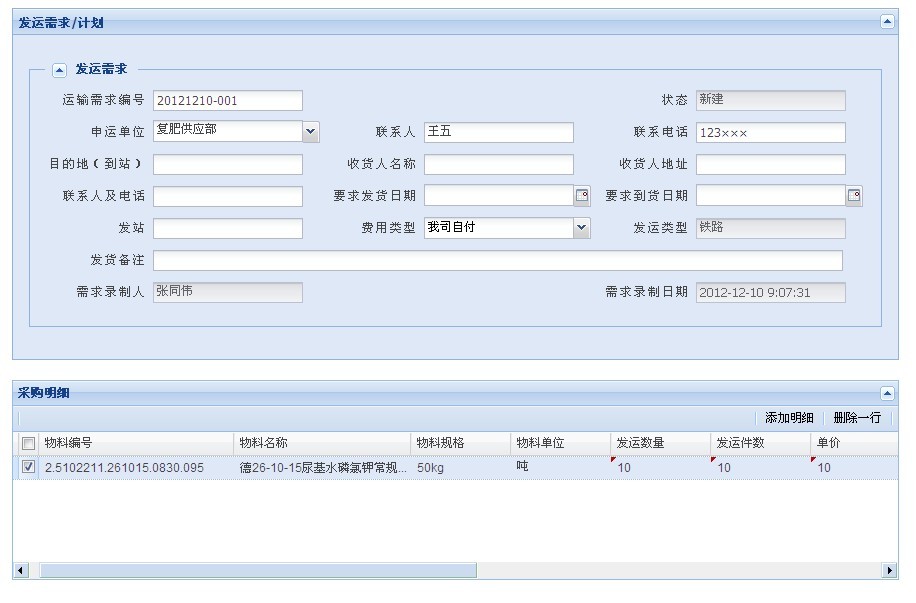 发运需求/计划
发运需求
运输需求编号 20121210-001 状态 新建
申运单位 复肥供应部 联系人 王五 联系电话 123×××
目的地（到站） 收货人名称 收货人地址
联系人及电话 要求发货日期 要求到货日期
发站 费用类型 我司自付 发运类型 铁路
发货备注
需求录制人 张同伟 需求录制日期 2012-12-10 9:07:31
采购明细
添加明细 删除一行
物料编号 物料名称 物料规格 物料单位 发运数量 发运件数 单价
2.5102211.261015.0830.095 德26-10-15尿基水磷氯钾常规... 50kg 吨 10 10 10